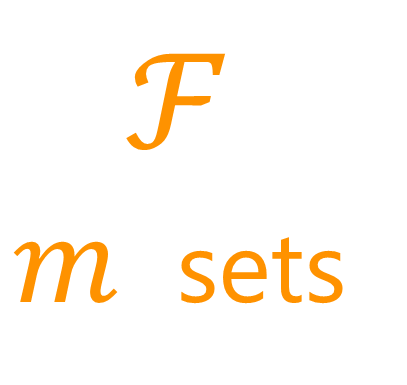 ℱ
𝑚 sets